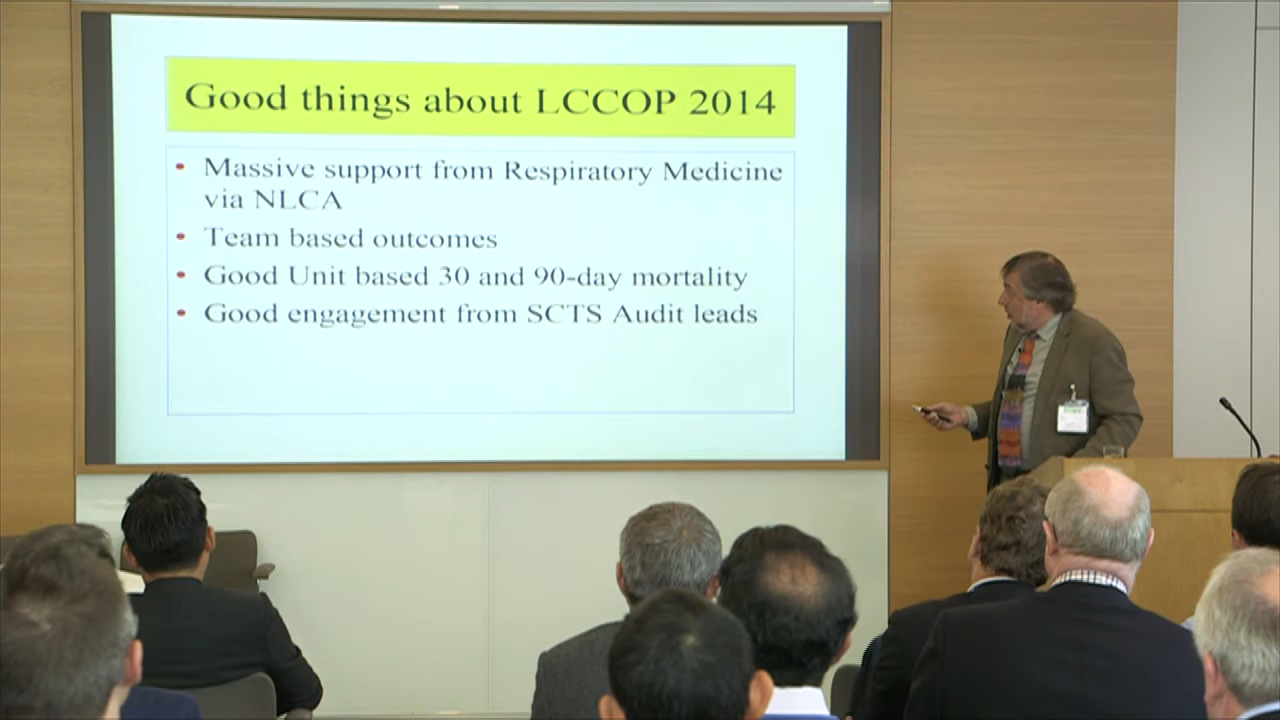 Good things about LCCOP 2014
• Massive support from Respiratory Medicine
via NLCA
• Team based outcomes
• Good Unit based 30 and 90-day mortality
• Good engagement from SCTS Audit leads